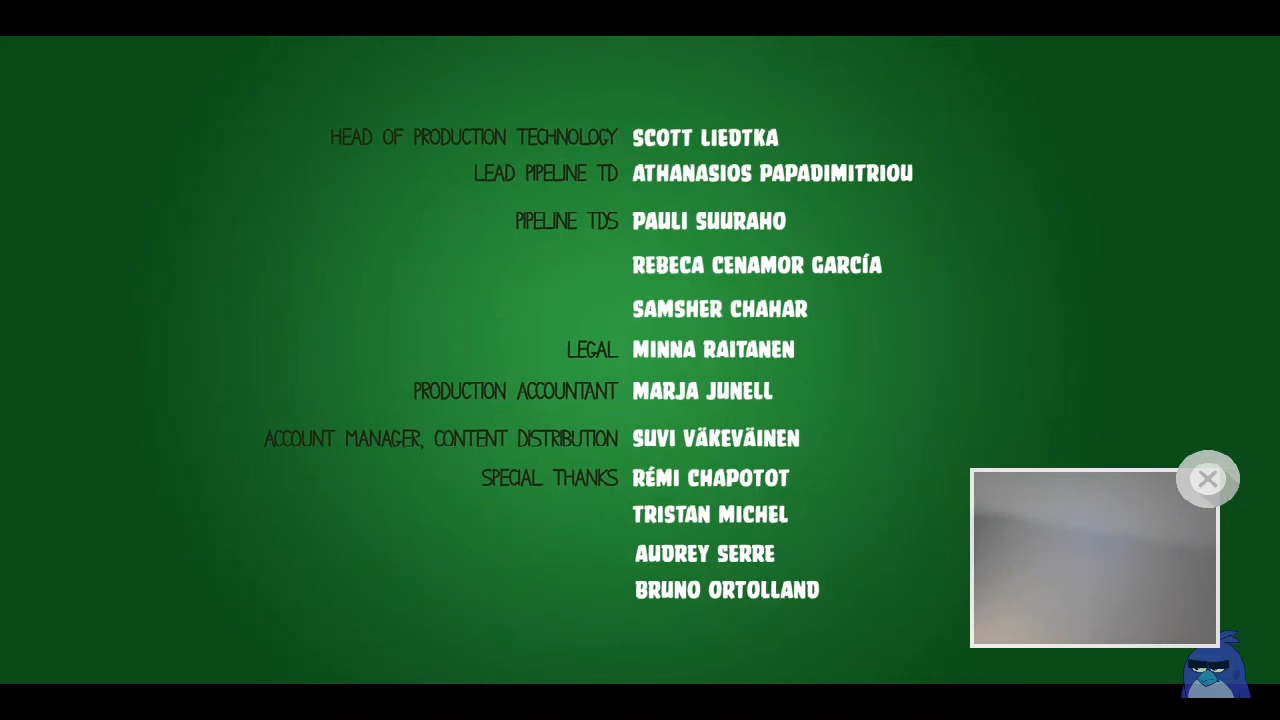 HEAD OF PRODUCTION TECHNOLOGY SCOTT LIEDTKA
LEAD PIPELINE TD ATHANASIOS PAPADIMITRIOU
PIPELINE TDS PAULI SUURAHO
REBECA CENAMOR GARCÍA
SAMSHER CHAHAR
LEGAL MINNA RAITANEN
PRODUCTION ACCOUNTANT MARJA JUNELL
ACCOUNT MANAGER, CONTENT DISTRIBUTION SUVI VÄKEVÄINEN
SPECIAL THANKS RÉMI CHAPOTOT
TRISTAN MICHEL
AUDREY SERRE
BRUNO ORTOLLAND